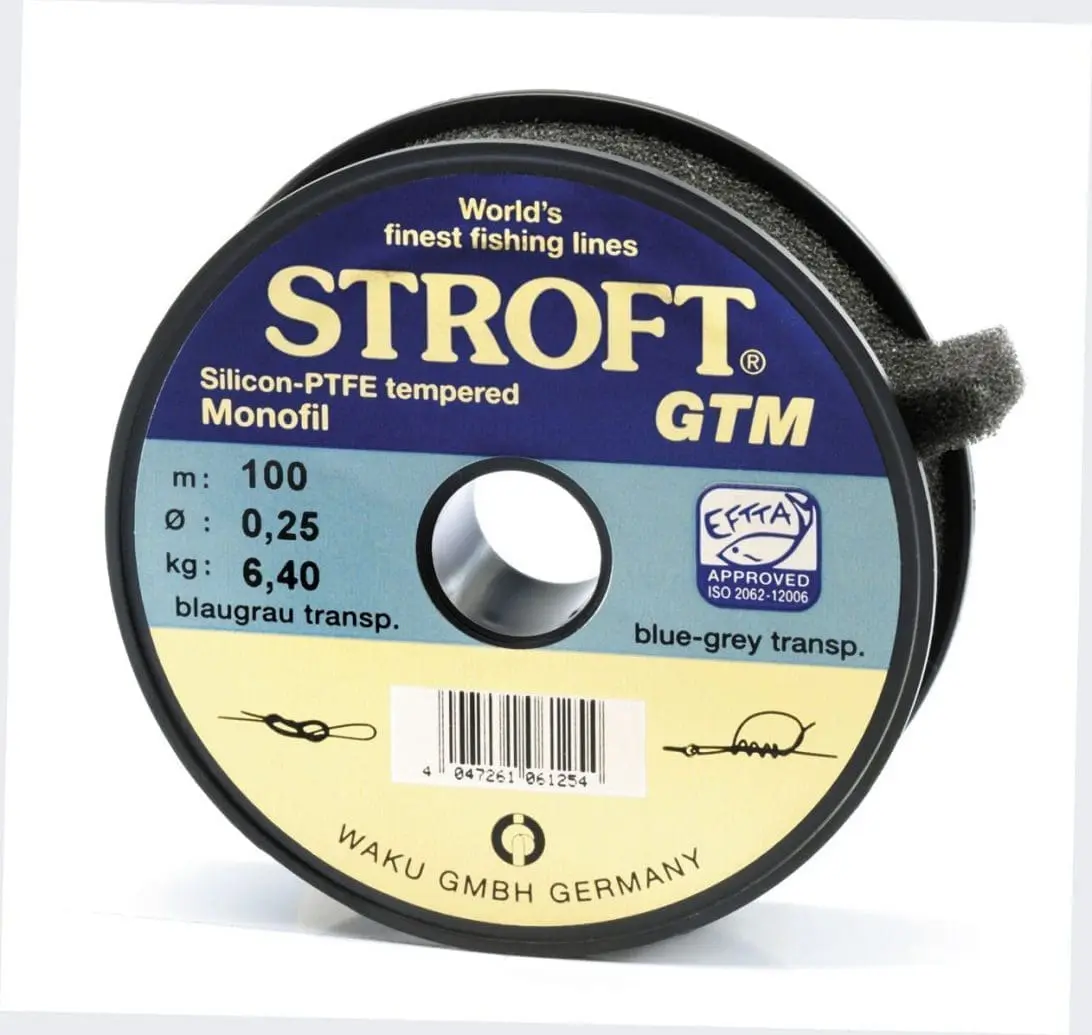 World's
finest fishing lines
STROFT®
Silicon-PTFE tempered
GTM
Monofil
m: 100
Ø : 0,25
kg: 6,40
blaugrau transp.
EFTTA
APPROVED
ISO 2062-12006
blue-grey transp.
4 047261 061254
WAKU GMBH GERMANY